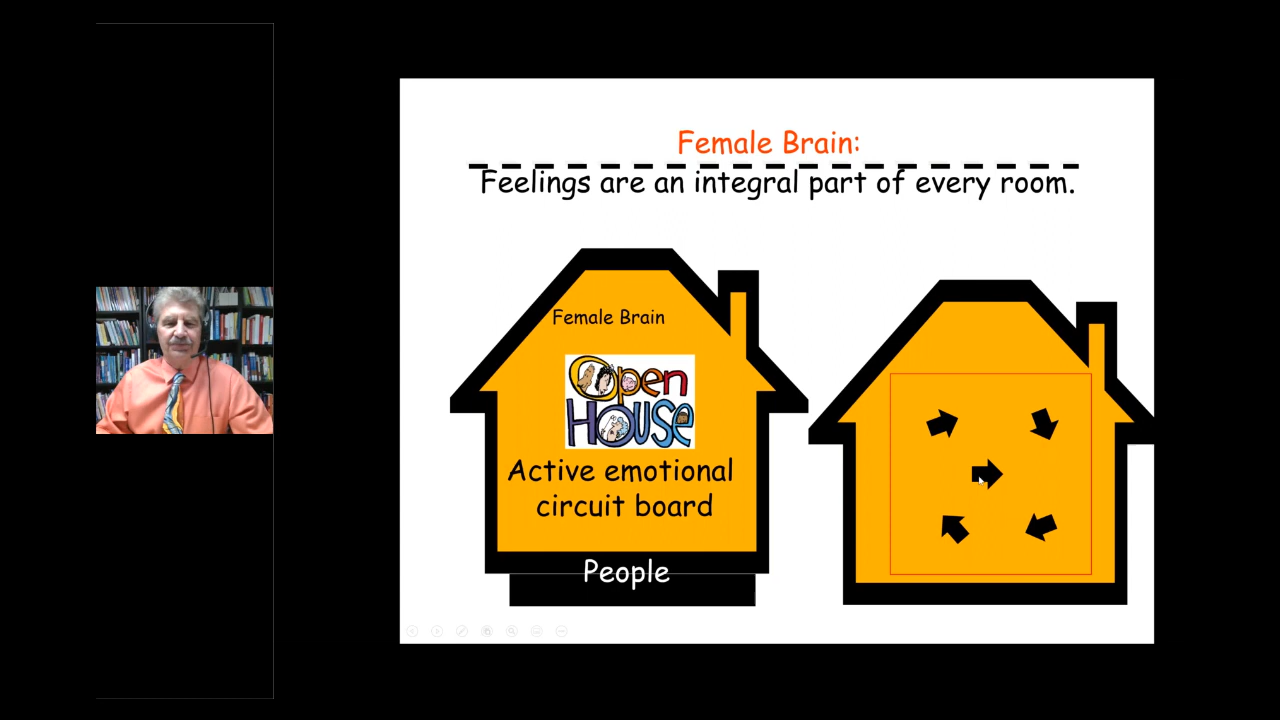 Female Brain:
Feelings are an integral part of every room.
Female Brain
Open
House
Active emotional
circuit board
People